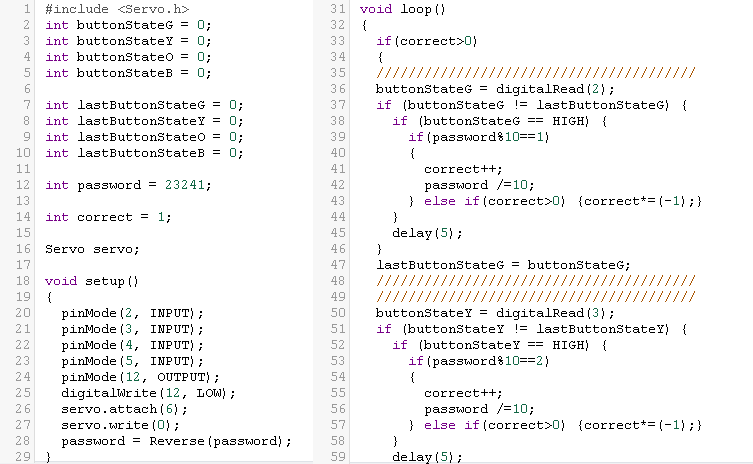 1 #include <Servo.h>
2 int buttonStateG = 0;
3 int buttonStateY = 0;
4 int buttonStateO = 0;
5 int buttonStateB = 0;
6
7 int lastButtonStateG = 0;
8 int lastButtonStateY = 0;
9 int lastButtonStateO = 0;
10 int lastButtonStateB = 0;
11
12 int password = 23241;
13
14 int correct = 1;
15
16 Servo servo;
17
18 void setup()
19 {
20 pinMode(2, INPUT);
21 pinMode(3, INPUT);
22 pinMode(4, INPUT);
23 pinMode(5, INPUT);
24 pinMode(12, OUTPUT);
25 digitalWrite(12, LOW);
26 servo.attach(6);
27 servo.write(0);
28 password = Reverse(password);
29 }
31 void loop()
32 {
33 if(correct>0)
34 {
35 ////////////////////////////////////////
36 buttonStateG = digitalRead(2);
37 if (buttonStateG != lastButtonStateG) {
38 if (buttonStateG == HIGH) {
39 if(password%10==1)
40 {
41 correct++;
42 password /=10;
43 } else if(correct>0) {correct*=(-1);}
44 }
45 delay(5);
46 }
47 lastButtonStateG = buttonStateG;
48 ////////////////////////////////////////
49 ////////////////////////////////////////
50 buttonStateY = digitalRead(3);
51 if (buttonStateY != lastButtonStateY) {
52 if (buttonStateY == HIGH) {
53 if(password%10==2)
54 {
55 correct++;
56 password /=10;
57 } else if(correct>0) {correct*=(-1);}
58 }
59 delay(5);